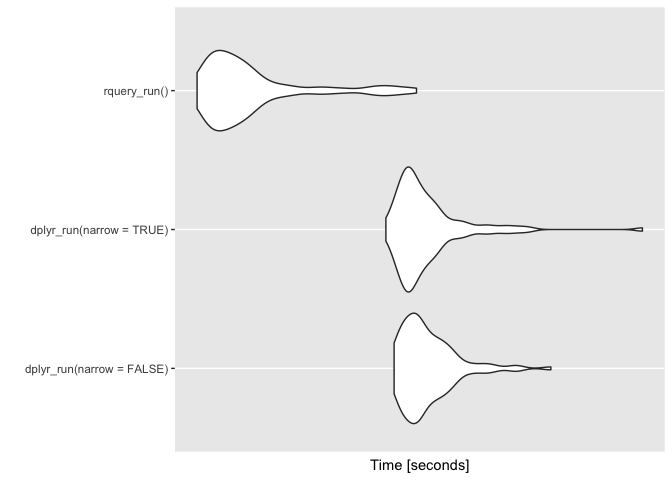 rquery_run()
dplyr_run(narrow = TRUE)
dplyr_run(narrow = FALSE)
Time [seconds]